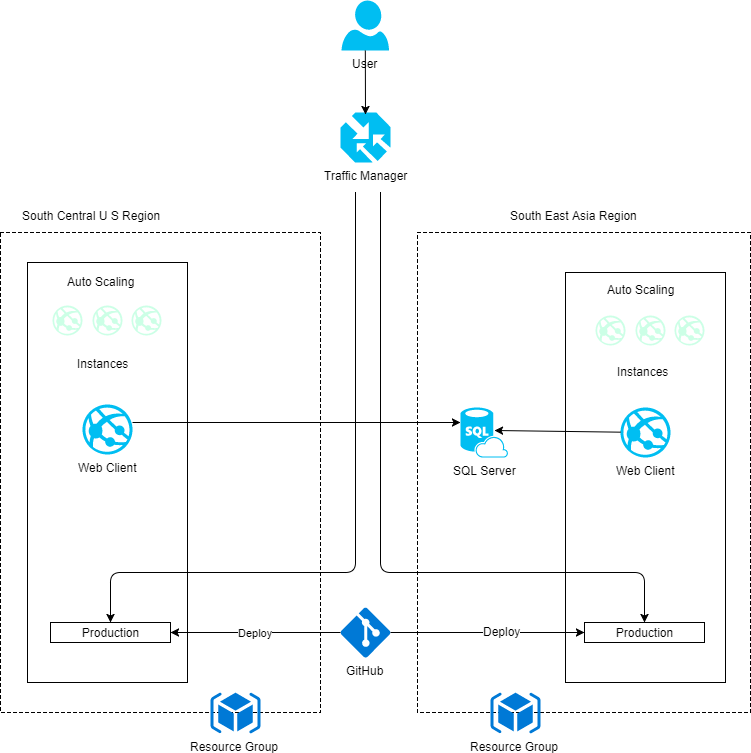 User
Traffic Manager
South Central U S Region
South East Asia Region
Auto Scaling
Auto Scaling
Instances
Instances
Web Client
SQL
SQL Server
Web Client
Production
Deploy
Deploy
Production
GitHub
Resource Group
Resource Group